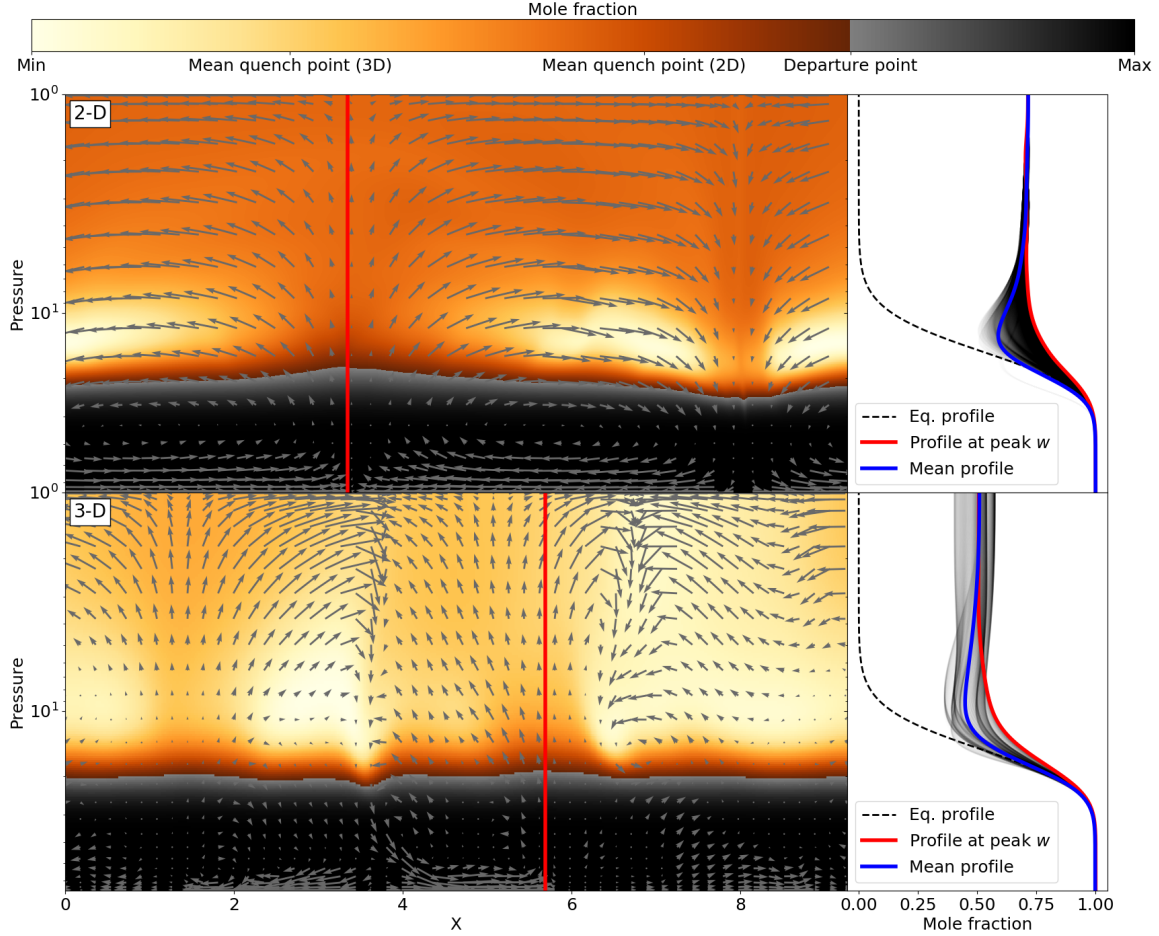 Mole fraction
Min Mean quench point (3D) Mean quench point (2D) Departure point Max
10⁰
2-D
Pressure
10¹
Eq. profile
Profile at peak w
Mean profile
10⁰
3-D
Pressure
10¹
Eq. profile
Profile at peak w
Mean profile
0 2 4 6 8
X
0.00 0.25 0.50 0.75 1.00
Mole fraction